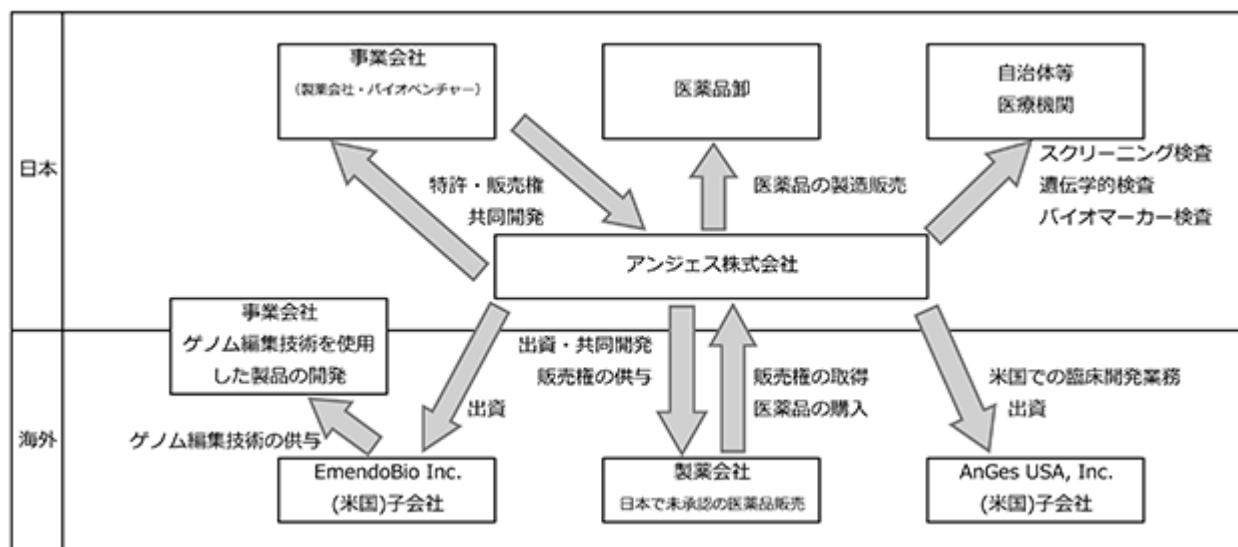 日本
事業会社
（製薬会社・バイオベンチャー）
医薬品卸
自治体等
医療機関
特許・販売権
共同開発
医薬品の製造販売
スクリーニング検査
遺伝学的検査
バイオマーカー検査
アンジェス株式会社
海外
事業会社
ゲノム編集技術を使用
した製品の開発
出資・共同開発
販売権の供与
出資
販売権の取得
医薬品の購入
米国での臨床開発業務
出資
ゲノム編集技術の供与
EmendoBio Inc.
(米国)子会社
製薬会社
日本で未承認の医薬品販売
AnGes USA, Inc.
(米国)子会社